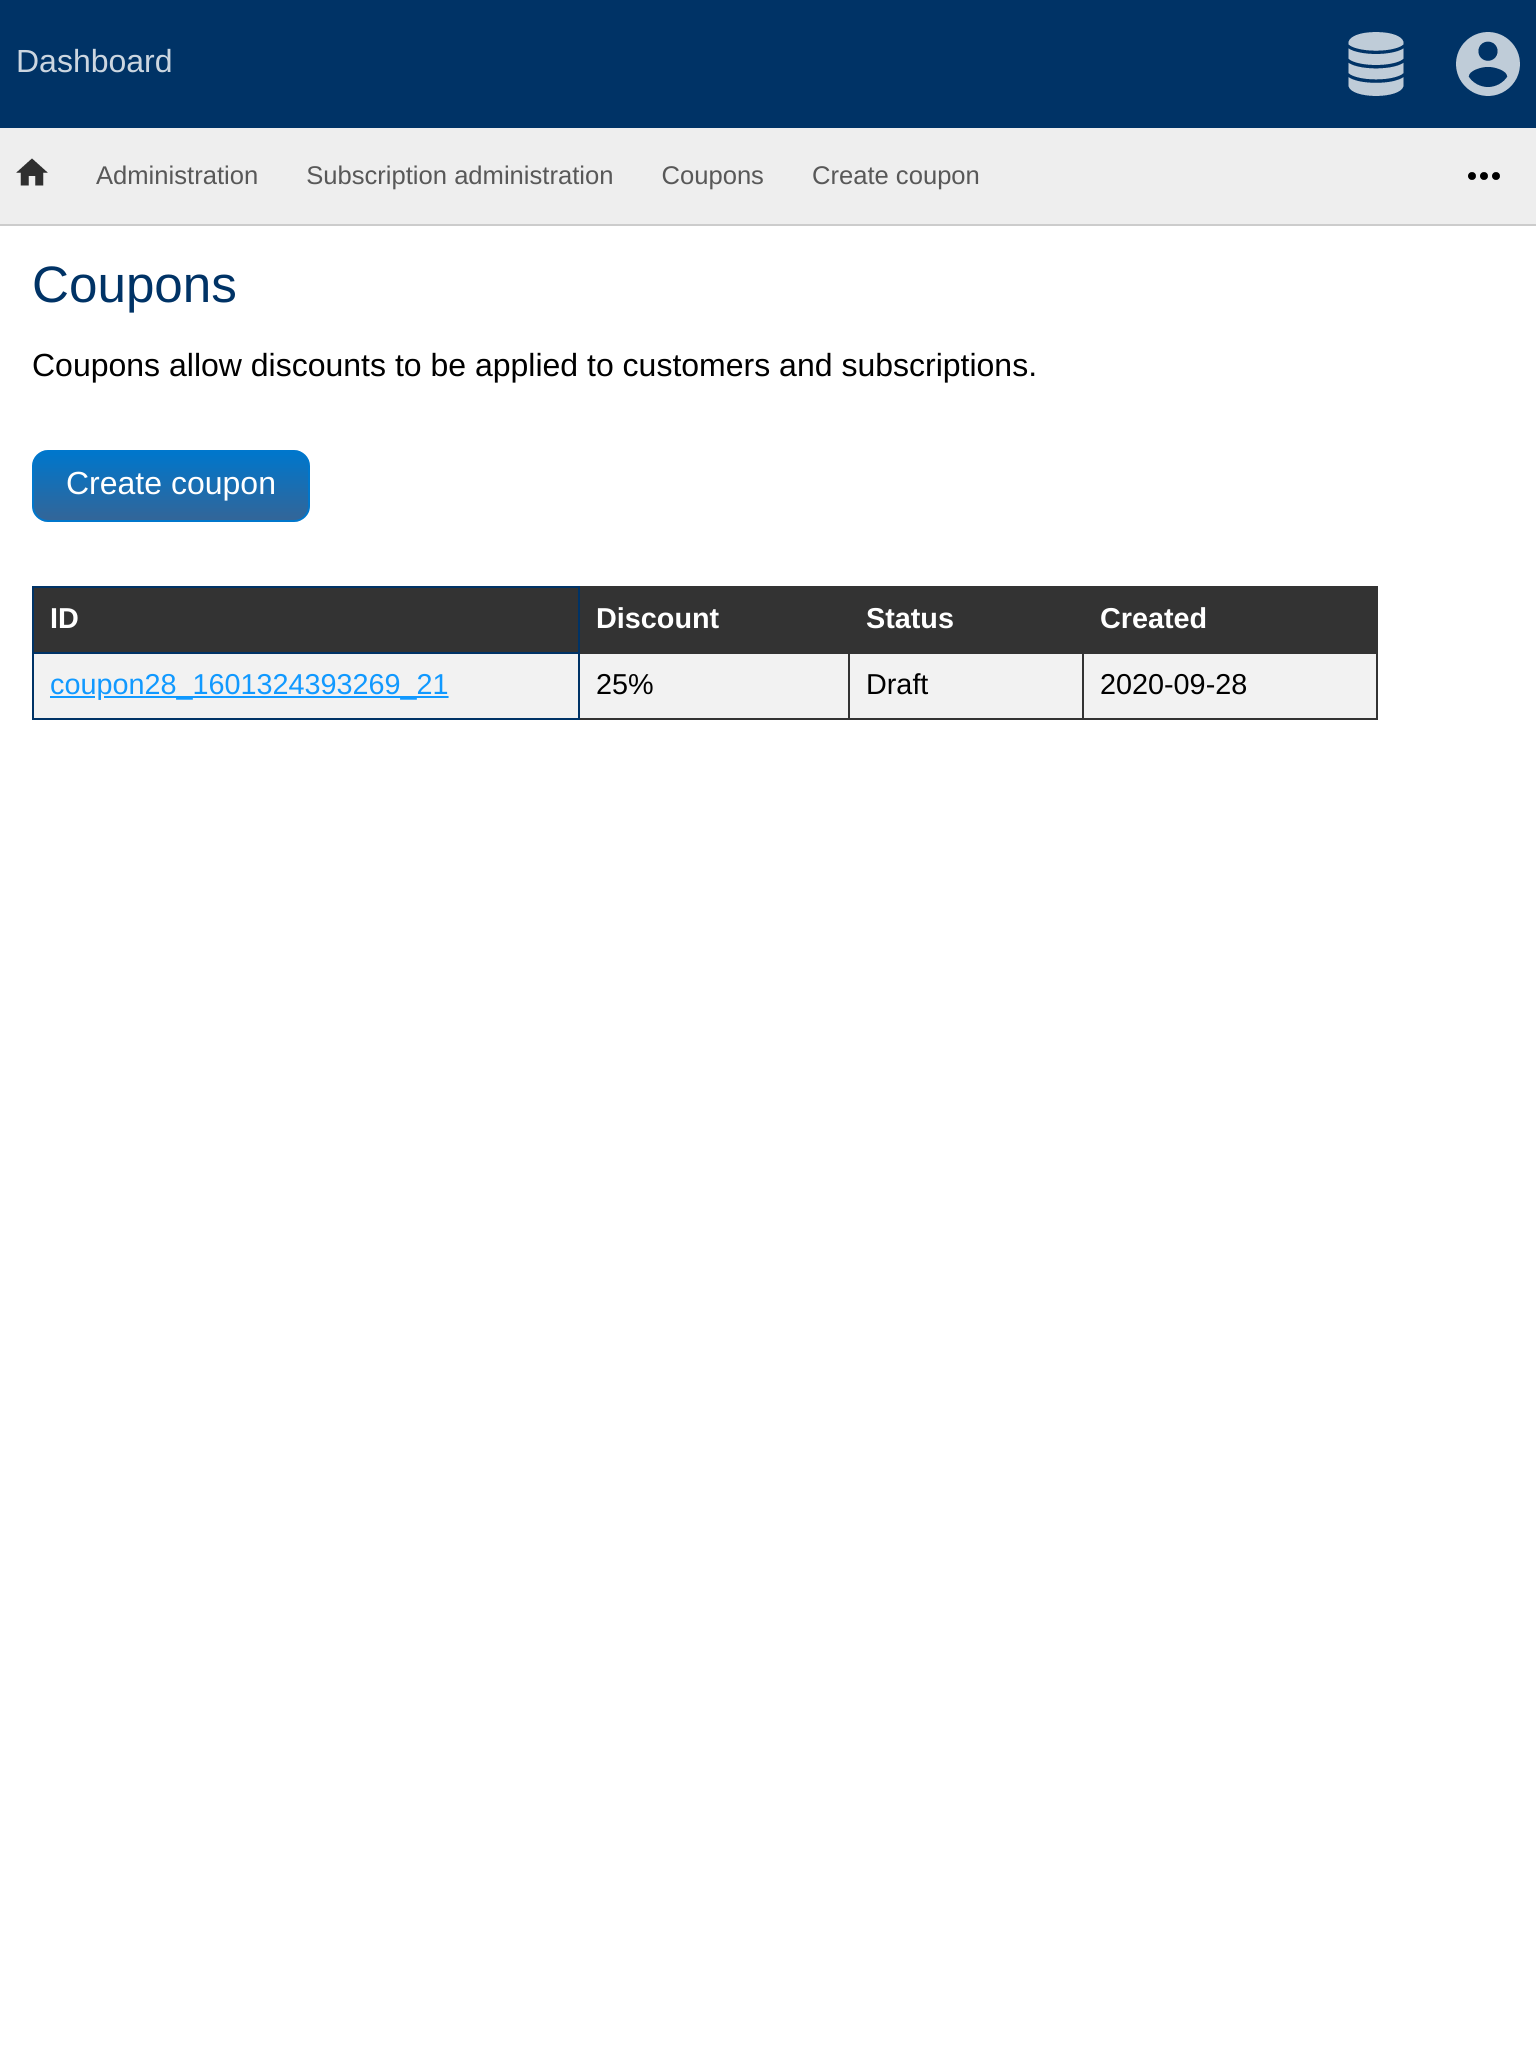 Dashboard
Administration Subscription administration Coupons Create coupon
Coupons
Coupons allow discounts to be applied to customers and subscriptions.
Create coupon
ID Discount Status Created
coupon28_1601324393269_21 25% Draft 2020-09-28